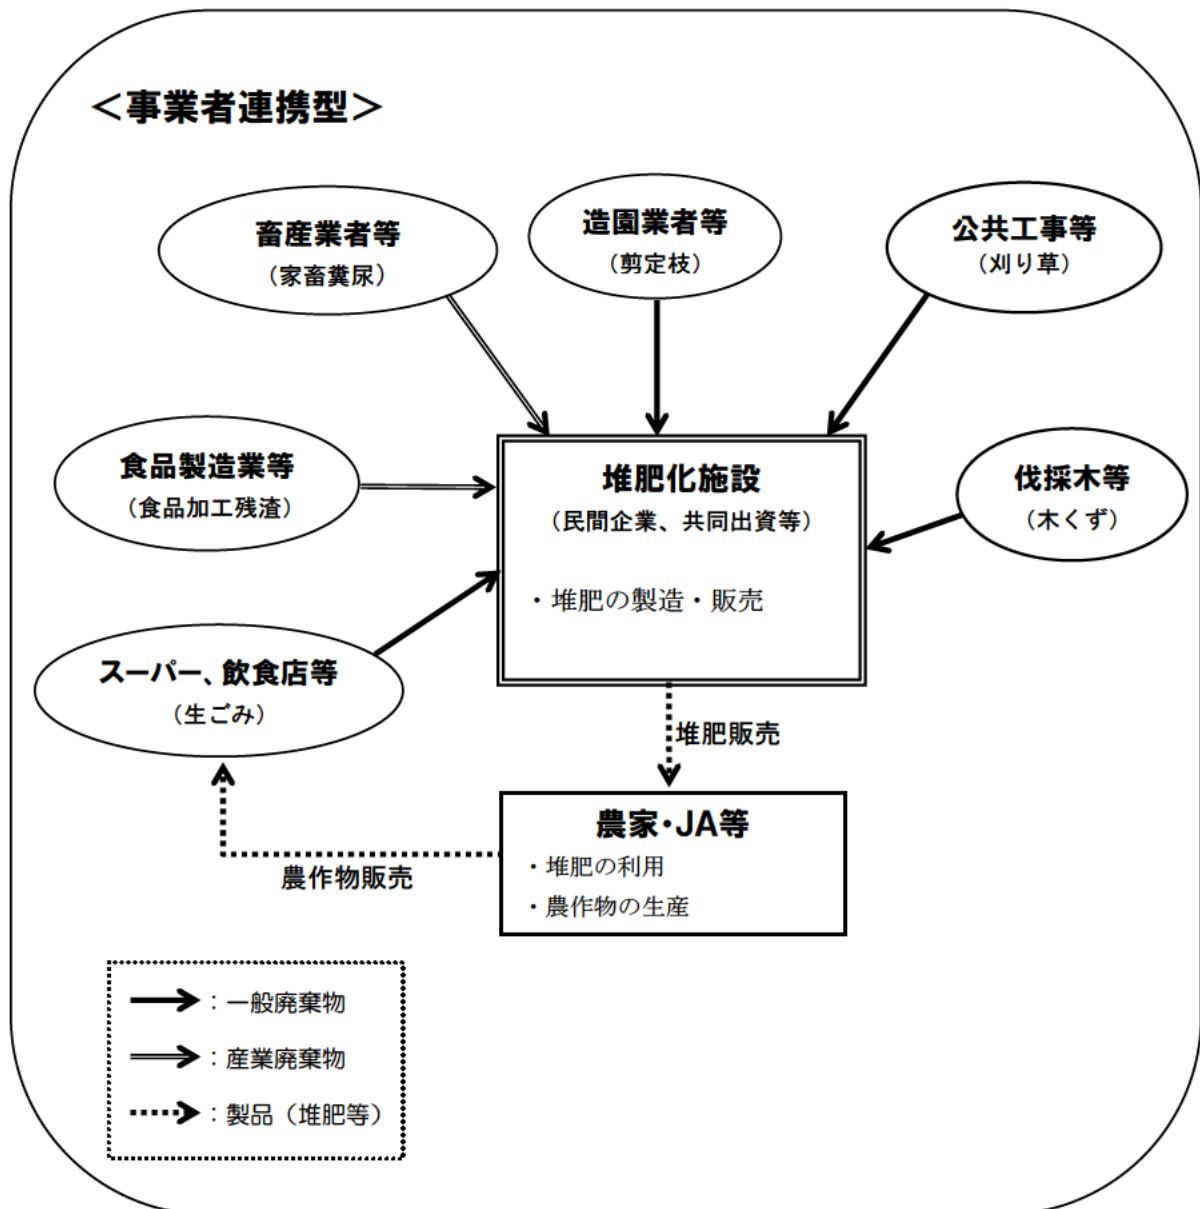 ＜事業者連携型＞
畜産業者等
（家畜糞尿）
造園業者等
（剪定枝）
公共工事等
（刈り草）
食品製造業等
（食品加工残渣）
堆肥化施設
（民間企業、共同出資等）
・堆肥の製造・販売
伐採木等
（木くず）
スーパー、飲食店等
（生ごみ）
堆肥販売
農家・JA等
・堆肥の利用
・農作物の生産
農作物販売
：一般廃棄物
：産業廃棄物
：製品（堆肥等）